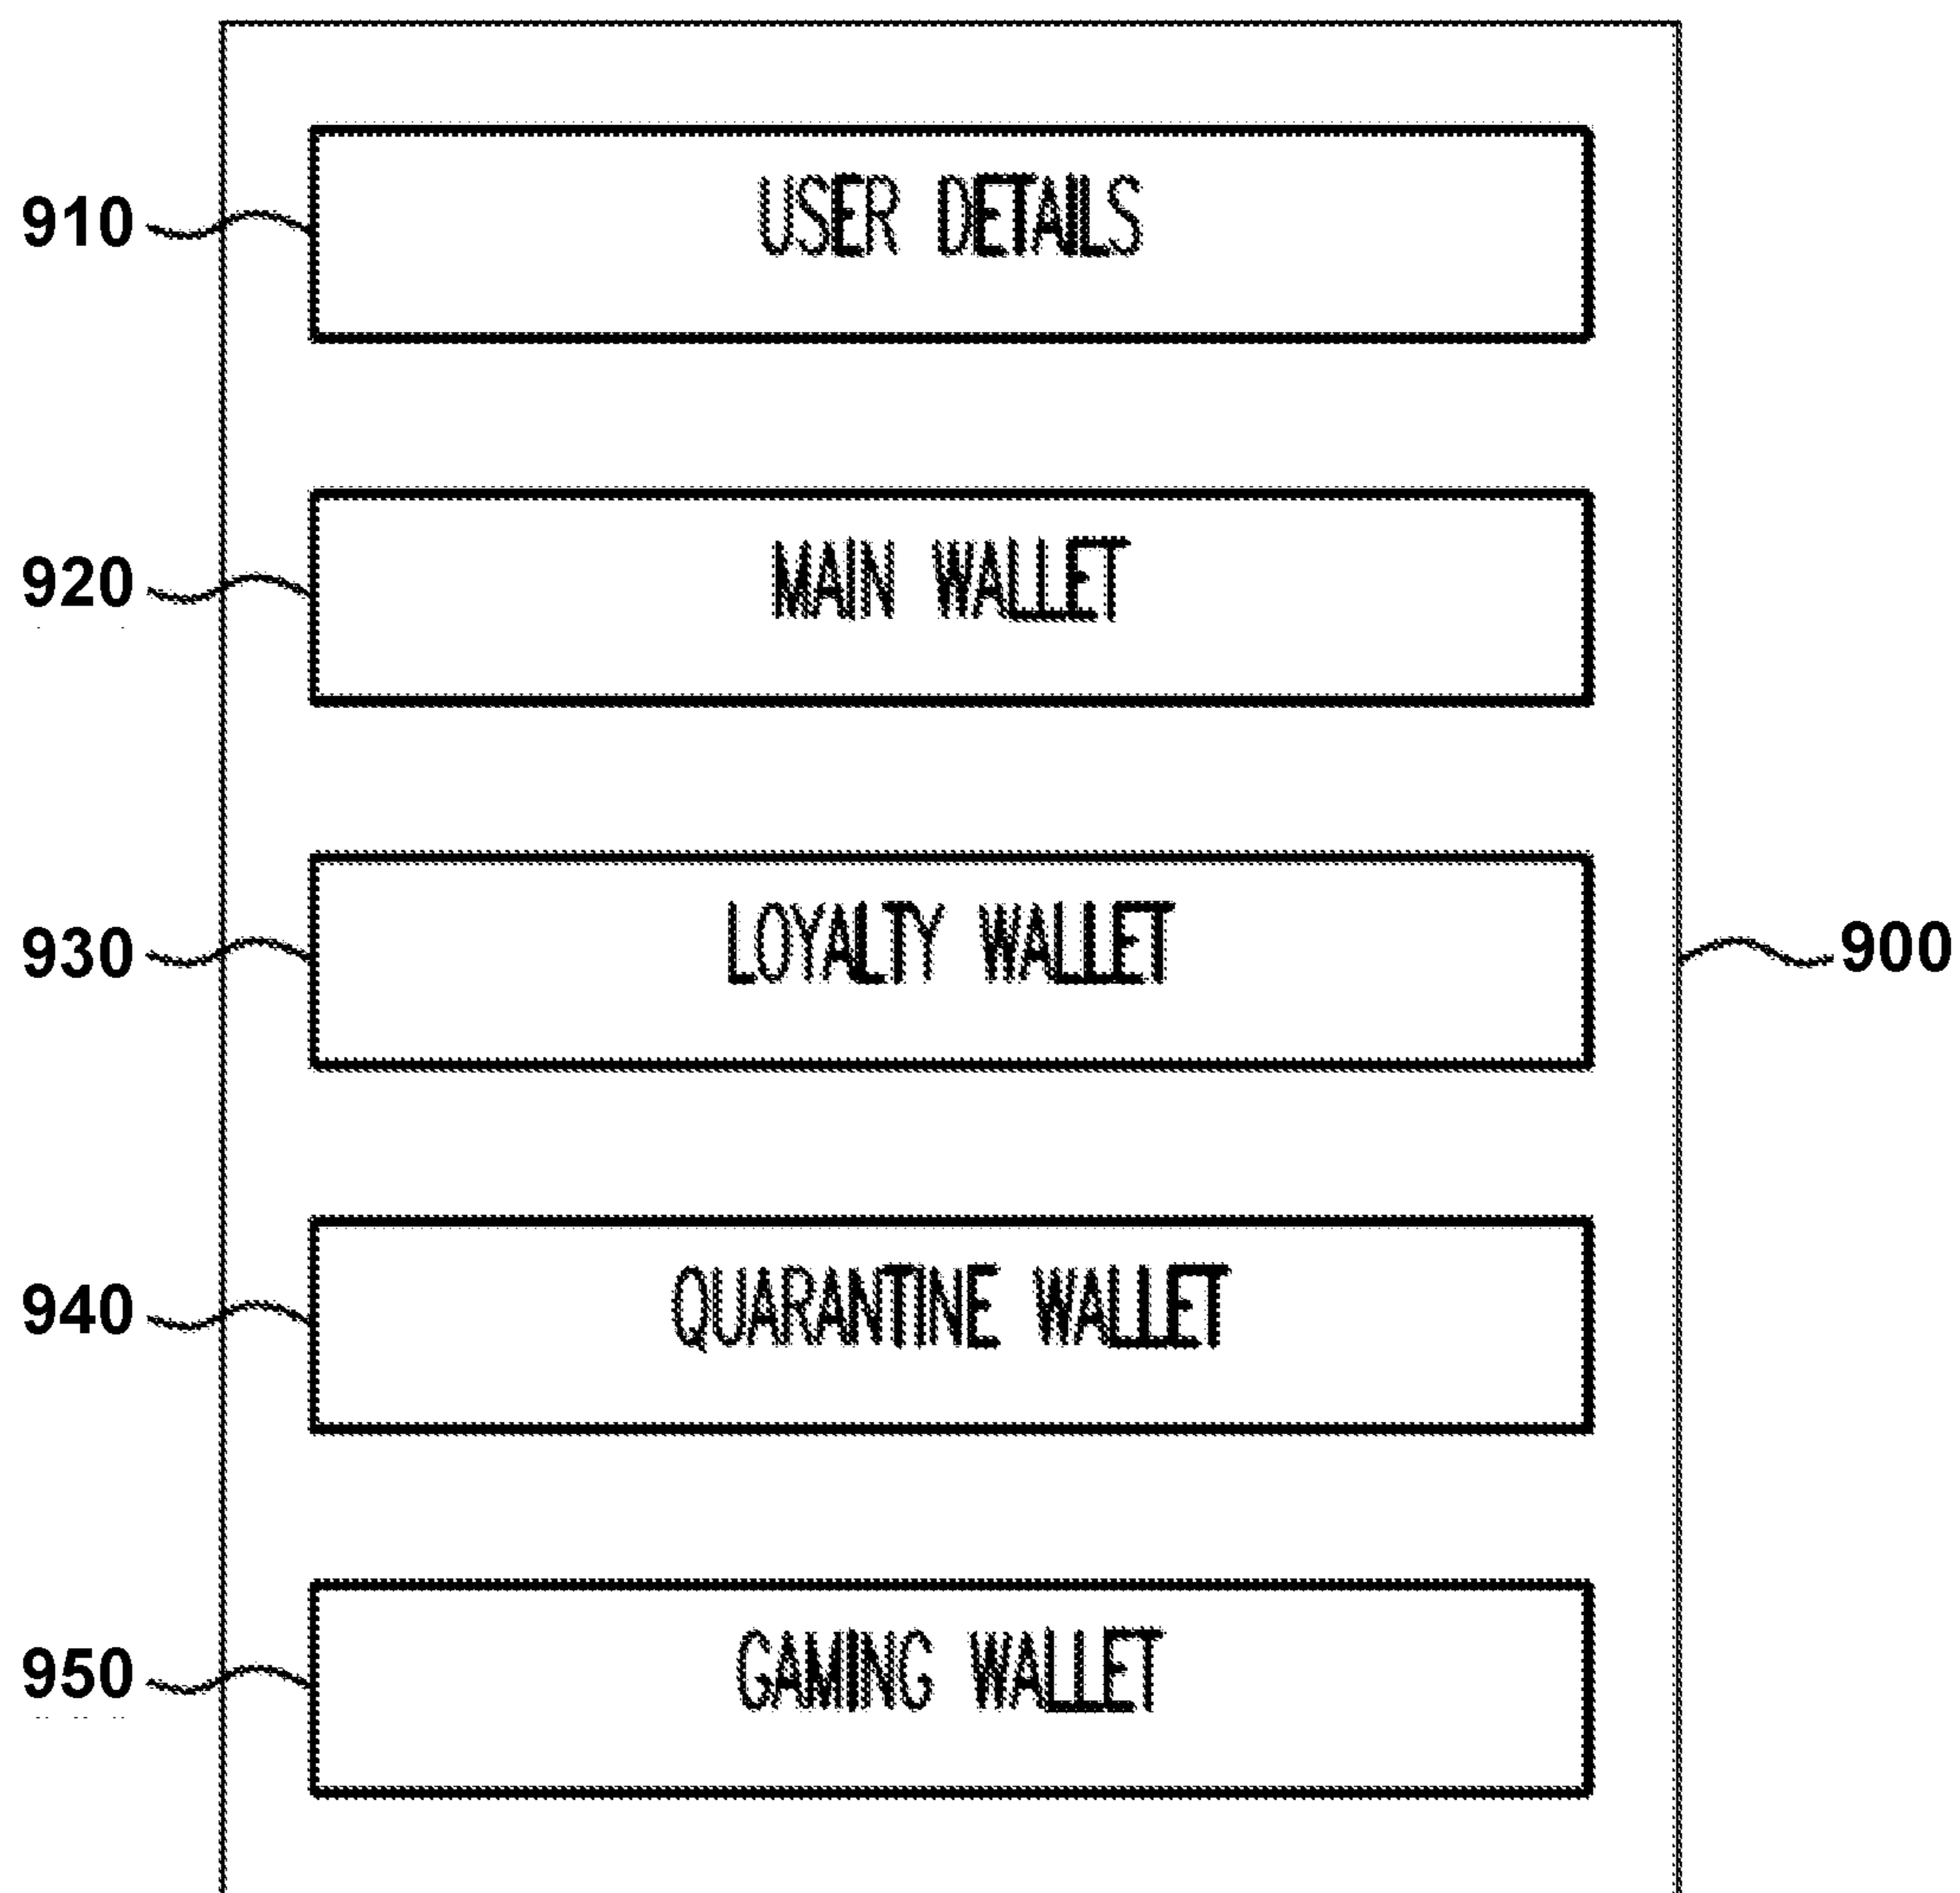 910 USER DETAILS
920 MAIN WALLET
930 LOYALTY WALLET 900
940 QUARANTINE WALLET
950 GAMING WALLET